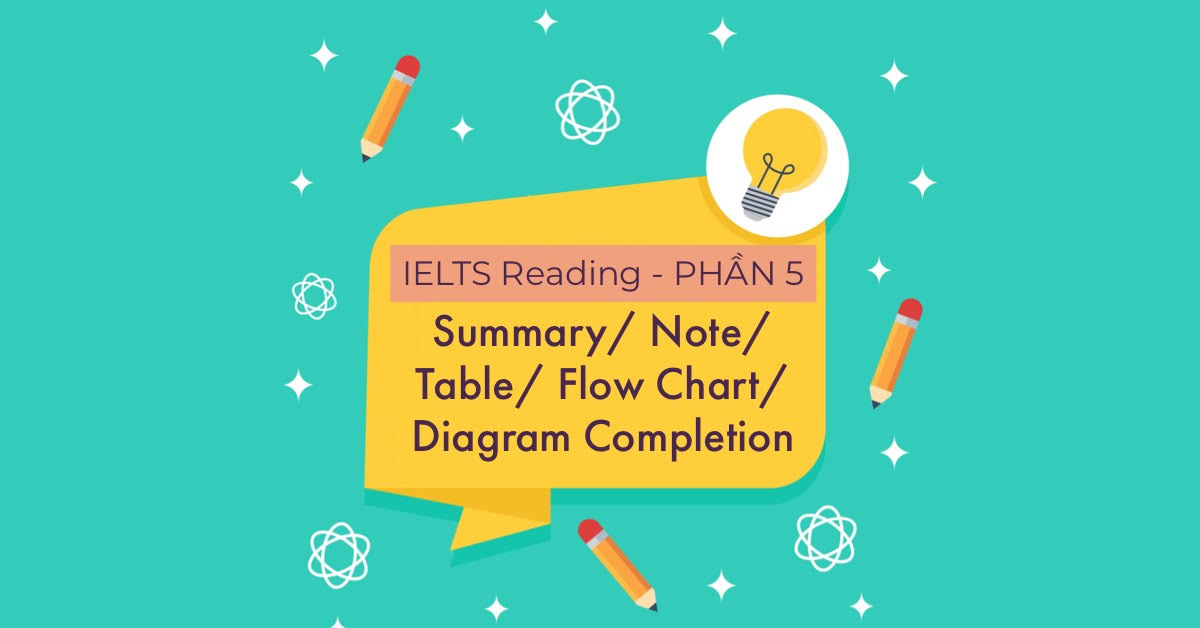 IELTS Reading - PHẦN 5
Summary/ Note/
Table/ Flow Chart/
Diagram Completion